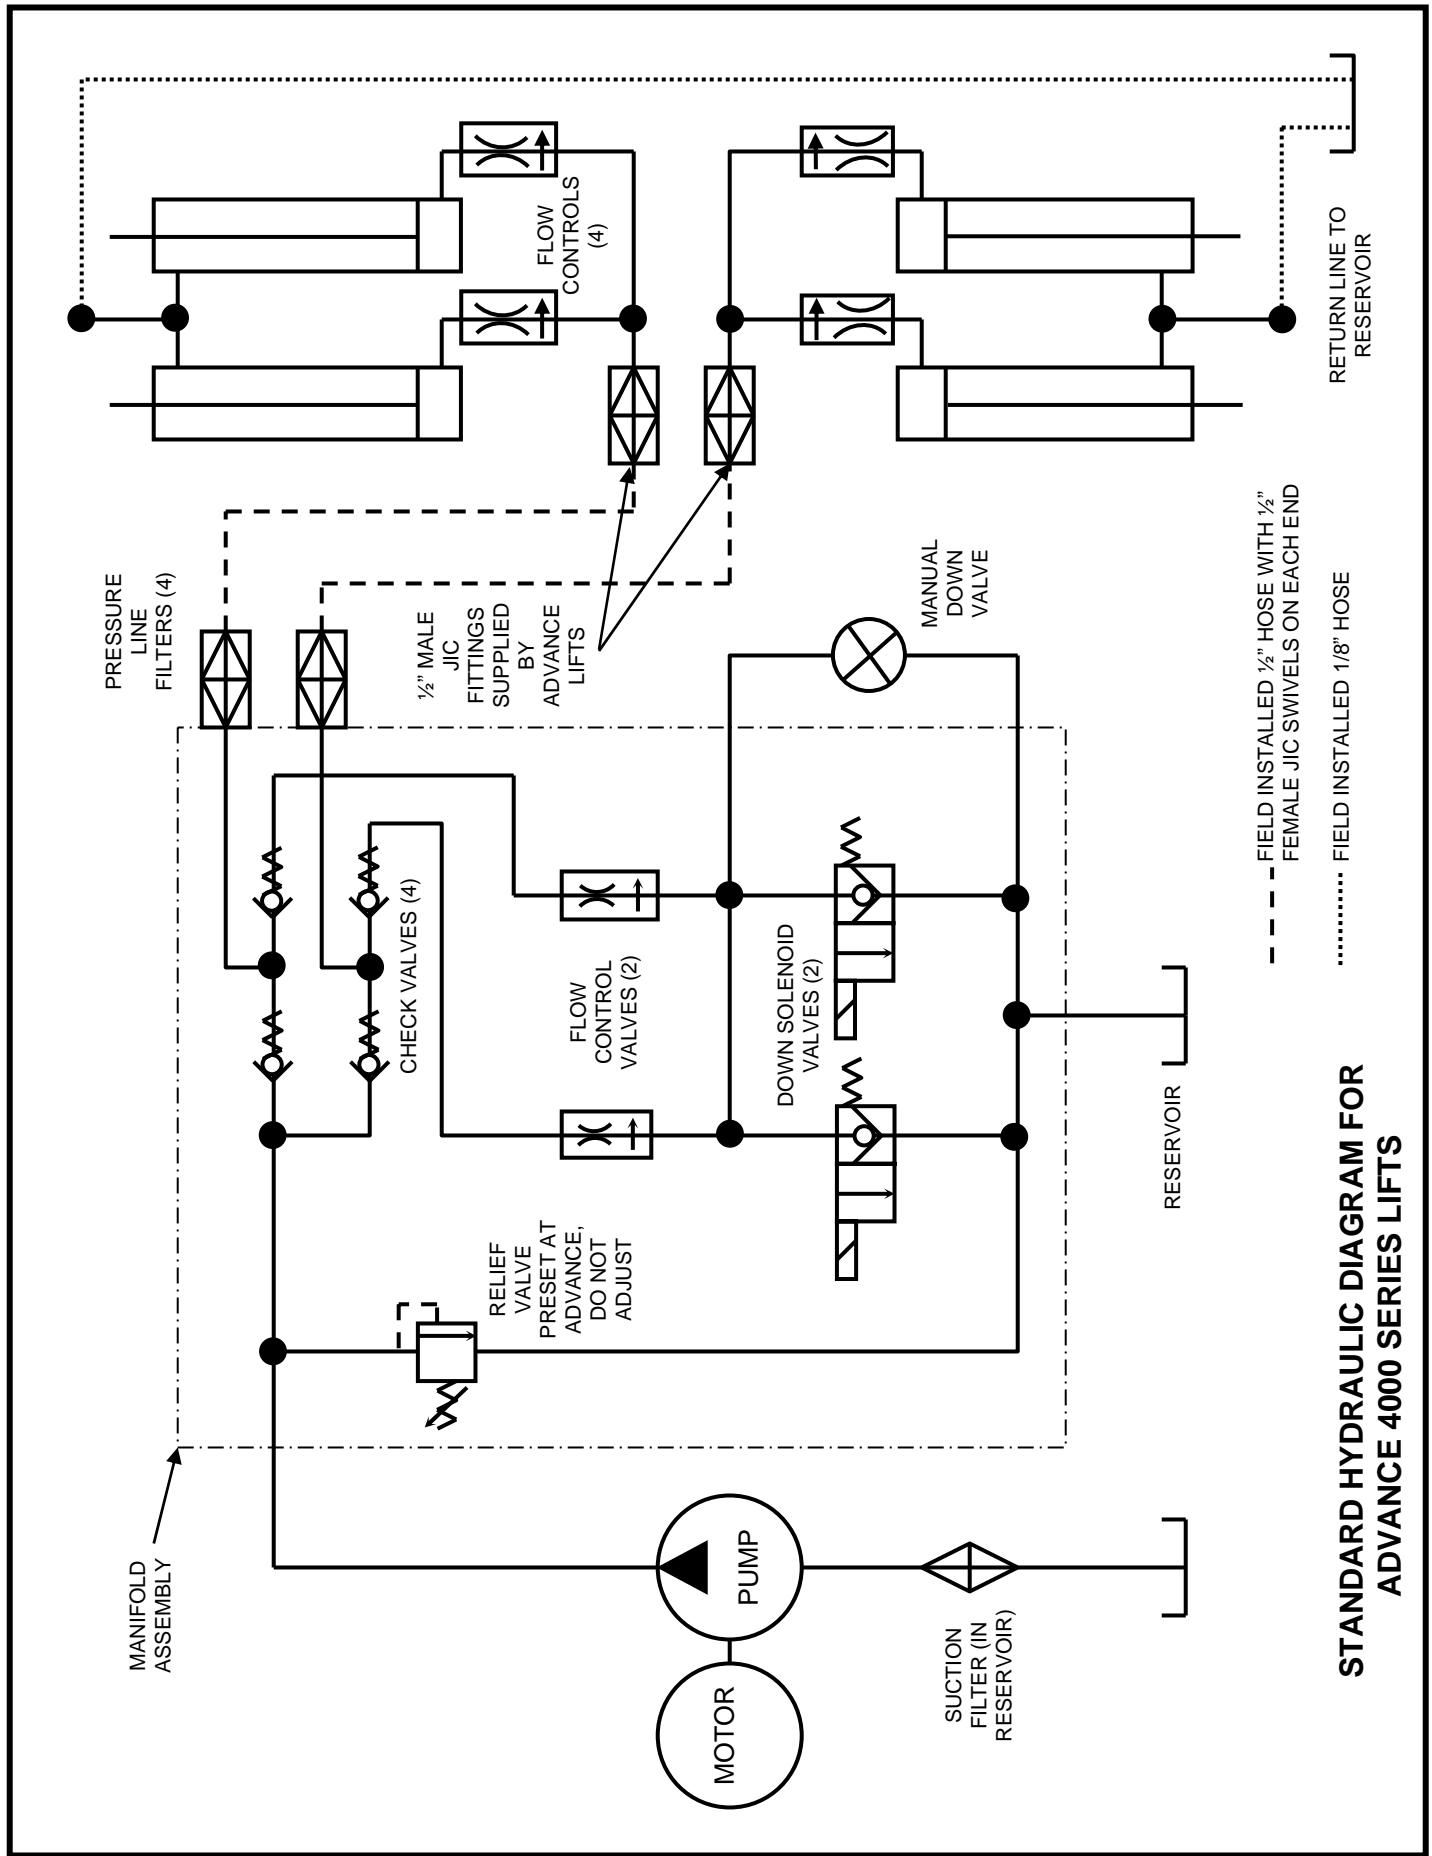 MANIFOLD
ASSEMBLY
PRESSURE
LINE
FILTERS (4)
½” MALE
JIC
FITTINGS
SUPPLIED
BY
ADVANCE
LIFTS
FLOW
CONTROLS
(4)
CHECK VALVES (4)
RELIEF
VALVE
PRESET AT
ADVANCE,
DO NOT
ADJUST
FLOW
CONTROL
VALVES (2)
DOWN SOLENOID
VALVES (2)
MANUAL
DOWN
VALVE
MOTOR
PUMP
SUCTION
FILTER (IN
RESERVOIR)
RESERVOIR
RETURN LINE TO
RESERVOIR
FIELD INSTALLED ½” HOSE WITH ½”
FEMALE JIC SWIVELS ON EACH END
FIELD INSTALLED 1/8” HOSE
STANDARD HYDRAULIC DIAGRAM FOR
ADVANCE 4000 SERIES LIFTS